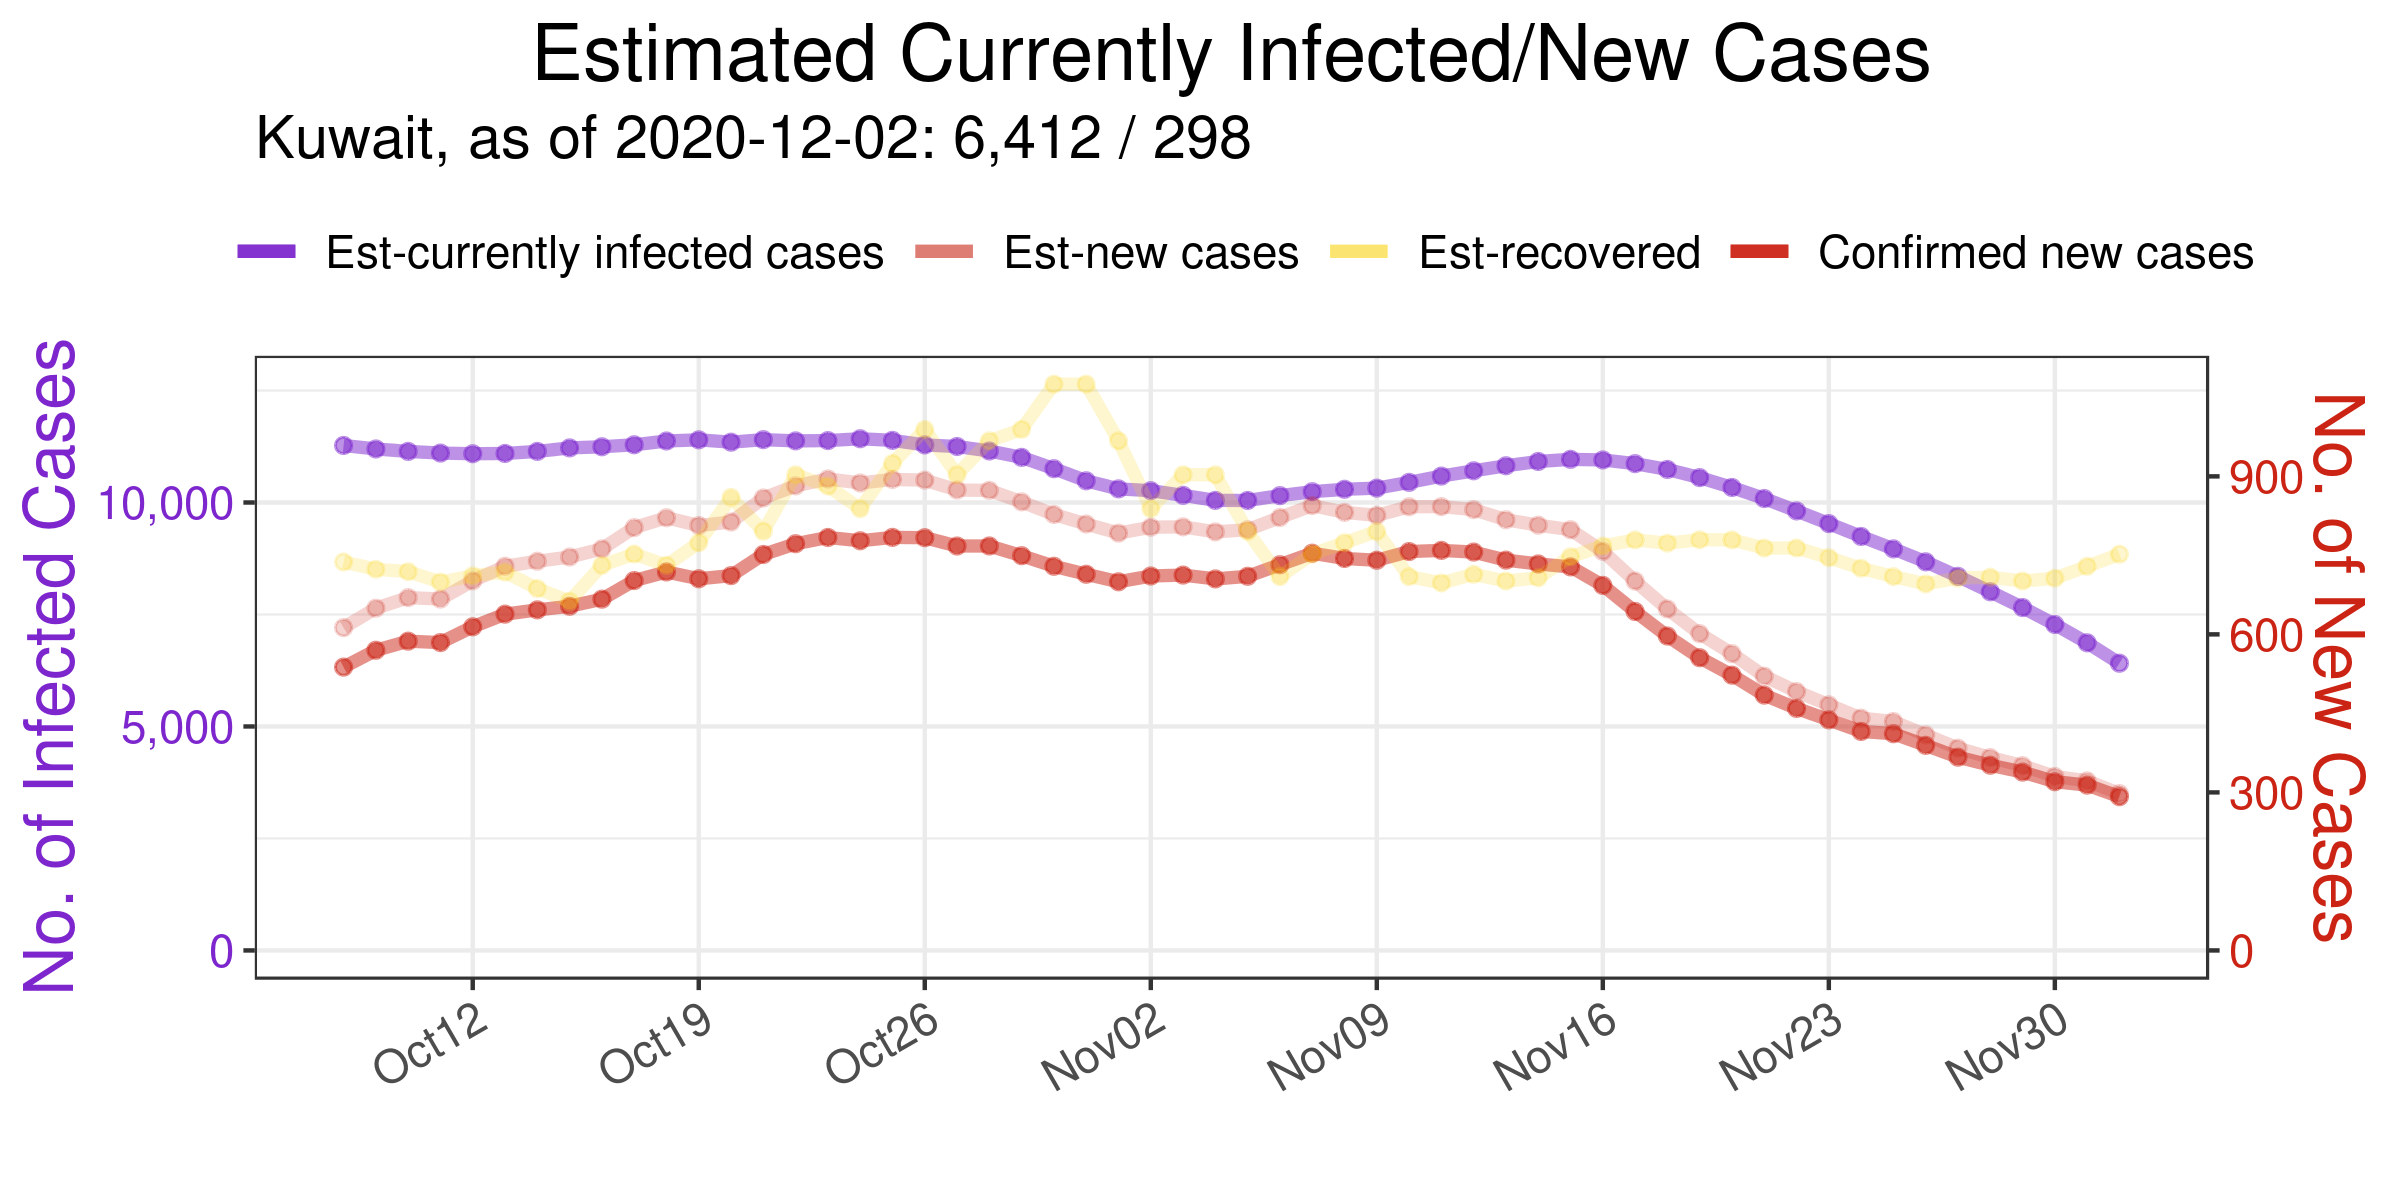 Estimated Currently Infected/New Cases
Kuwait, as of 2020-12-02: 6,412 / 298
Est-currently infected cases Est-new cases Est-recovered Confirmed new cases
No. of Infected Cases
10,000
5,000
0
No. of New Cases
900
600
300
0
Oct12 Oct19 Oct26 Nov02 Nov09 Nov16 Nov23 Nov30